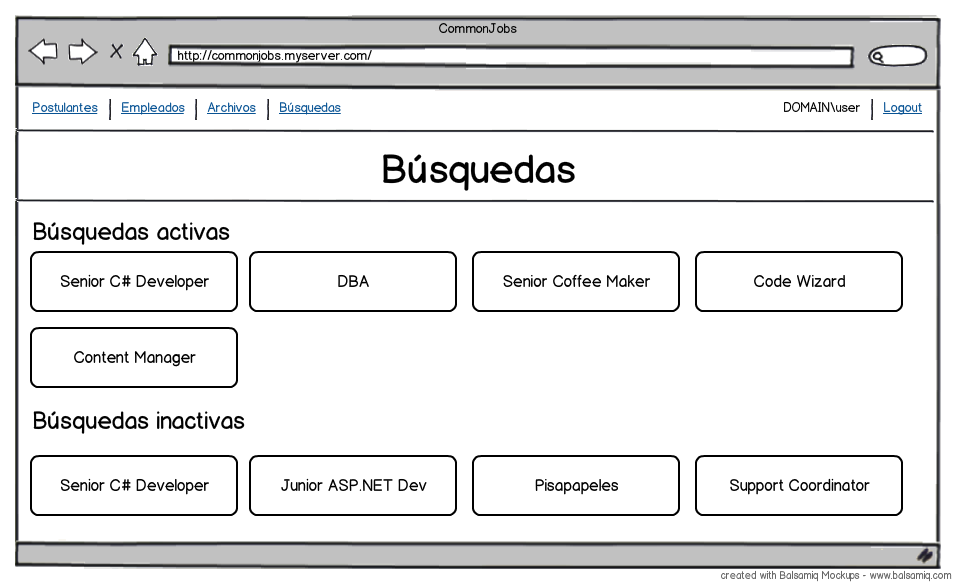 CommonJobs
http://commonjobs.myserver.com/
Postulantes Empleados Archivos Búsquedas DOMAIN\user Logout
Búsquedas
Búsquedas activas
Senior C# Developer DBA Senior Coffee Maker Code Wizard
Content Manager
Búsquedas inactivas
Senior C# Developer Junior ASP.NET Dev Pisapapeles Support Coordinator
created with Balsamiq Mockups - www.balsamiq.com